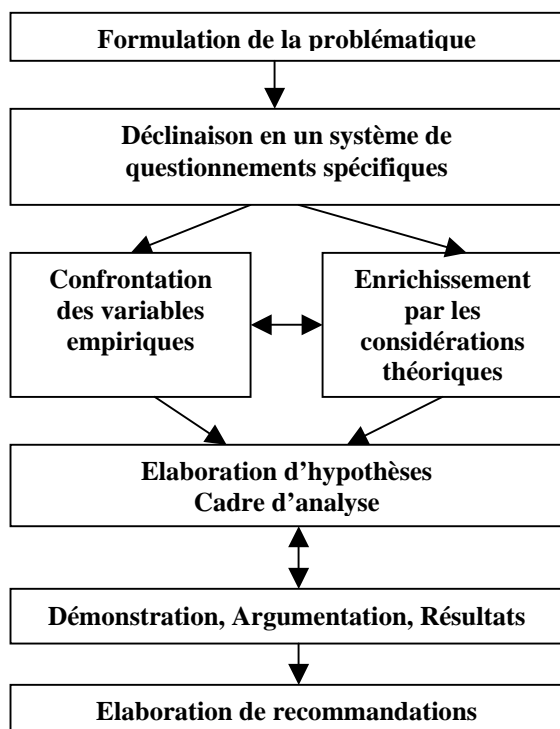 Formulation de la problématique
Déclinaison en un système de
questionnements spécifiques
Confrontation
des variables
empiriques
Enrichissement
par les
considérations
théoriques
Elaboration d’hypothèses
Cadre d’analyse
Démonstration, Argumentation, Résultats
Elaboration de recommandations